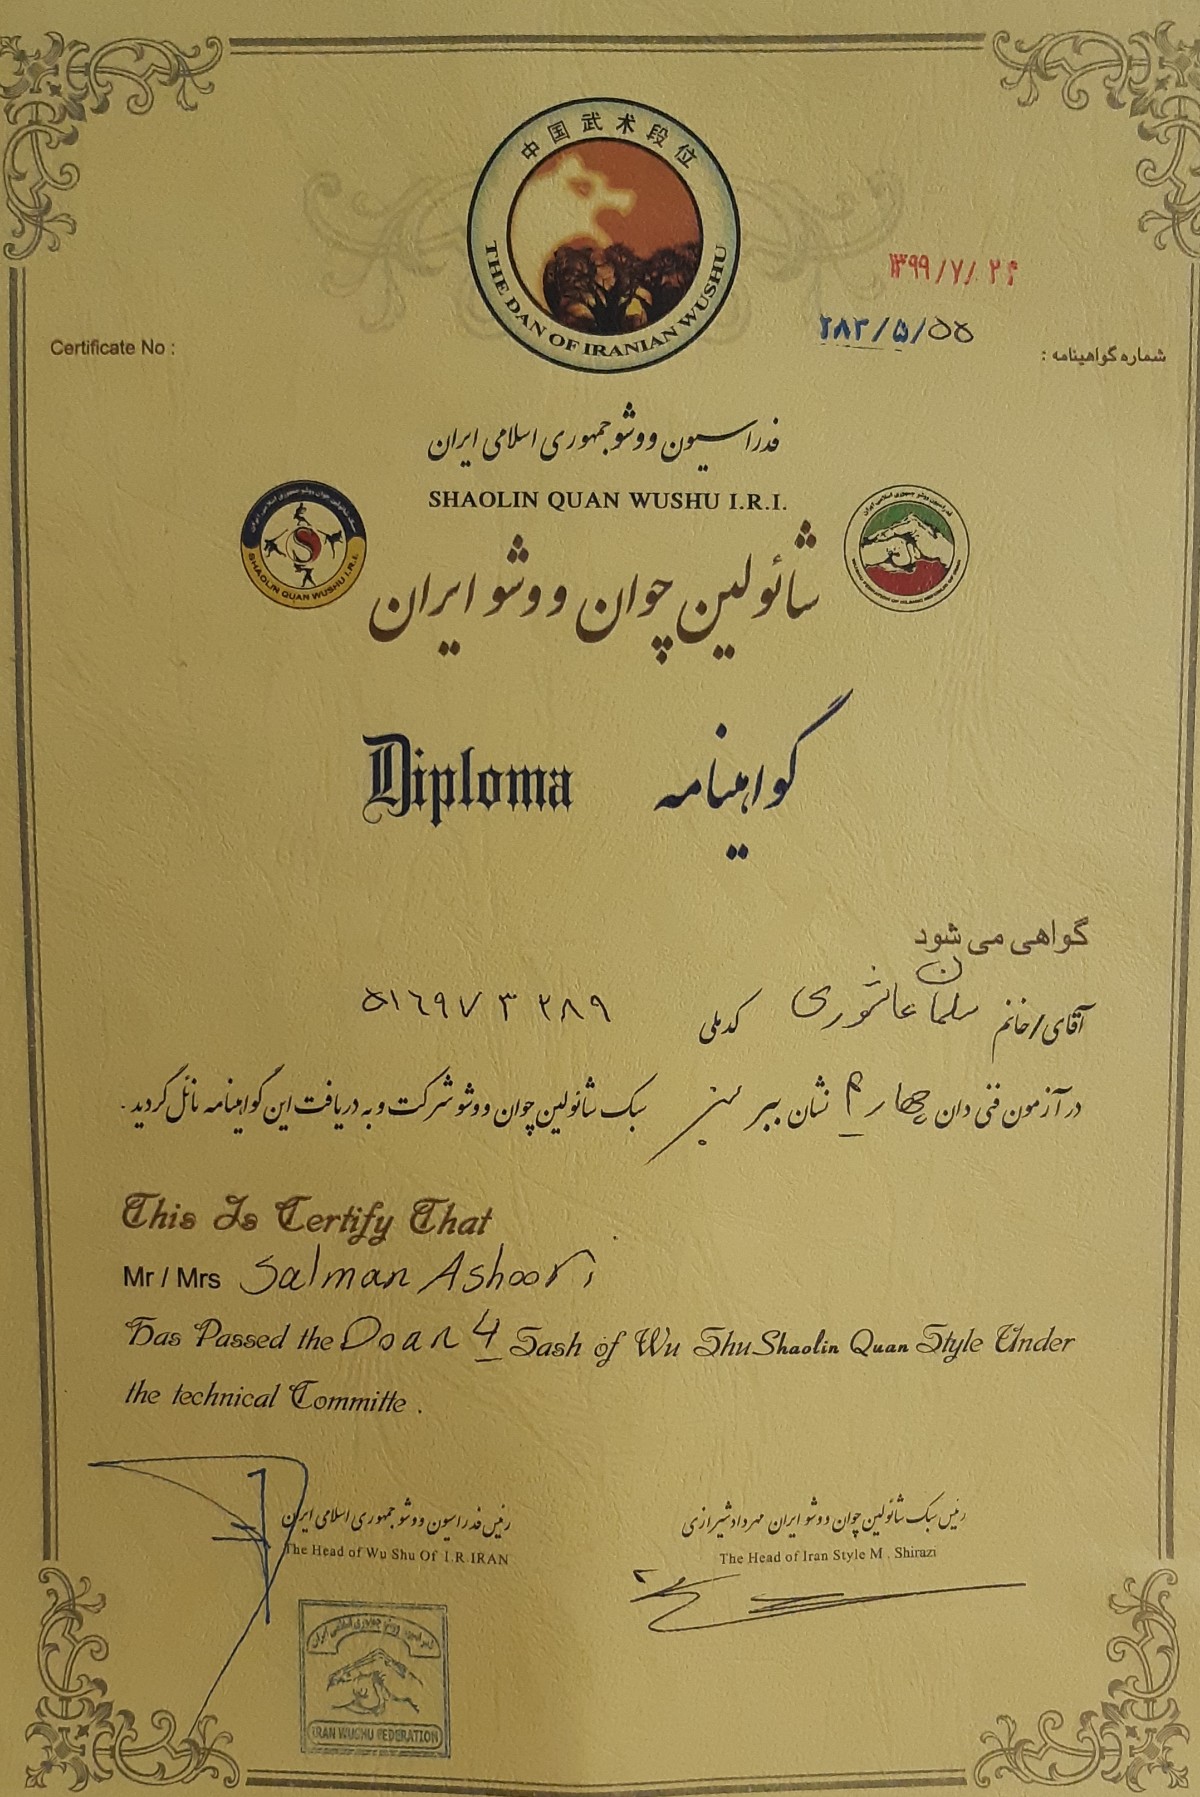 中国武术段位
THE DAN OF IRANIAN WUSHU
۱۳۹۹/۷/۲۴
۲۸۲/۵/۵۵
Certificate No :
شماره گواهینامه :
فدراسیون ووشو جمهوری اسلامی ایران
SHAOLIN QUAN WUSHU I.R.I.
SHAOLIN QUAN WUSHU I.R.I.
شائولین چوان ووشو ایران
Diploma گواهینامه
گواهی می شود
آقای/خانم سلمان عاشوری کد ملی ۵۱۶۹۷۳۲۸۹
در آزمون فنی دان چهارم ۴ نشان ببر سبز سبک شائولین چوان ووشو شرکت و به دریافت این گواهینامه نائل گردید.
This Is Certify That
Mr / Mrs Salman Ashoori
Has Passed the Doan 4 Sash of Wu Shu Shaolin Quan Style Under
the technical Committe .
رئیس سبک شائولین چوان ووشو ایران مهرداد شیرازی
The Head of Iran Style M . Shirazi
رئیس فدراسیون ووشو جمهوری اسلامی ایران
The Head of Wu Shu Of I.R IRAN
IRAN WUSHU FEDERATION